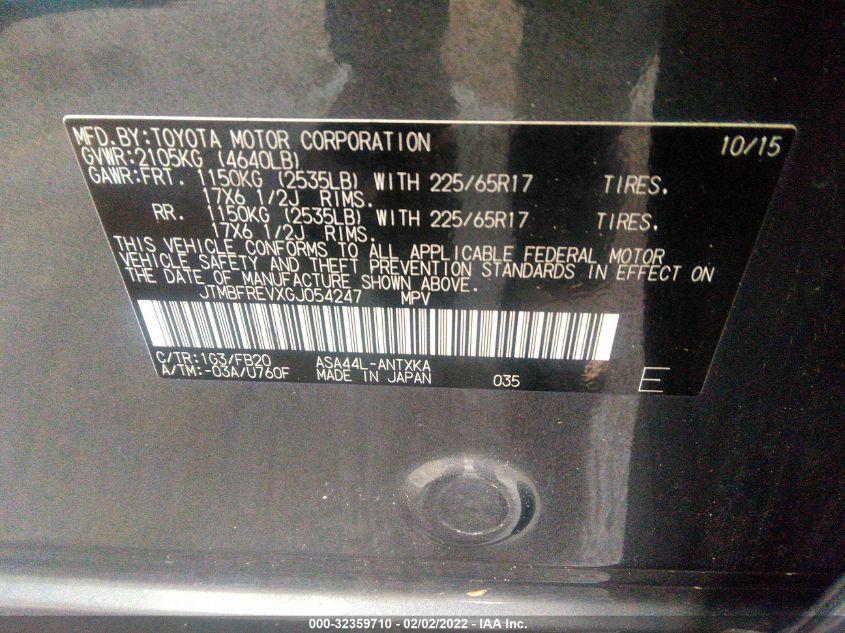 MFD.BY:TOYOTA MOTOR CORPORATION 10/15
GVWR:2105KG (4640LB)
GAWR:FRT. 1150KG (2535LB) WITH 225/65R17 TIRES.
17X6 1/2J RIMS.
RR. 1150KG (2535LB) WITH 225/65R17 TIRES.
17X6 1/2J RIMS.
THIS VEHICLE CONFORMS TO ALL APPLICABLE FEDERAL MOTOR
VEHICLE SAFETY AND THEFT PREVENTION STANDARDS IN EFFECT ON
THE DATE OF MANUFACTURE SHOWN ABOVE.
JTMBFREVXGJ054247 MPV
C/TR:1G3/FB20 ASA44L-ANTXKA
A/TM:-03A/U760F MADE IN JAPAN 035 E
000-32359710 - 02/02/2022 - IAA Inc.